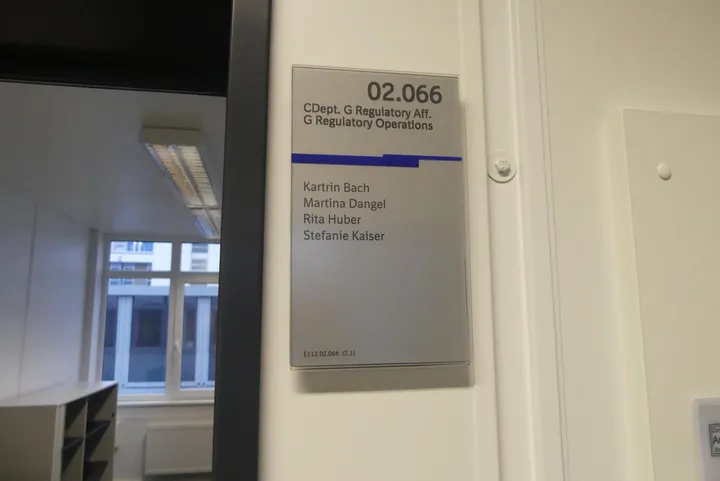 02.066
CDept. G Regulatory Aff.
G Regulatory Operations
Kartrin Bach
Martina Dangel
Rita Huber
Stefanie Kaiser
E112.02.066 (2.1)